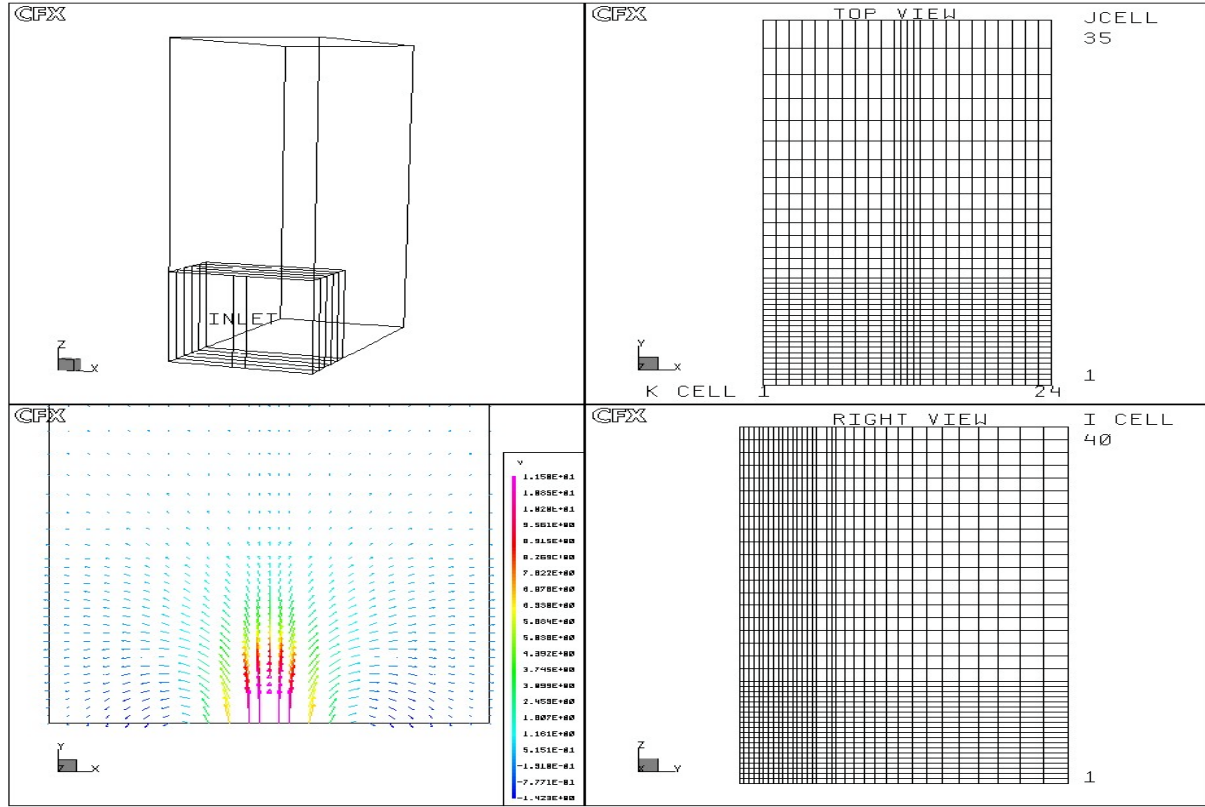 CFX
INLET
Z
X
CFX
TOP VIEW
JCELL
35
Y
Z
X
K CELL 1
24
1
CFX
V
1.150E+01
1.085E+01
1.020E+01
9.561E+00
8.915E+00
8.269E+00
7.622E+00
6.976E+00
6.330E+00
5.684E+00
5.038E+00
4.392E+00
3.745E+00
3.099E+00
2.453E+00
1.807E+00
1.161E+00
5.151E-01
-1.310E-01
-7.771E-01
-1.423E+00
Y
Z
X
CFX
RIGHT VIEW
I CELL
40
Z
X
Y
1